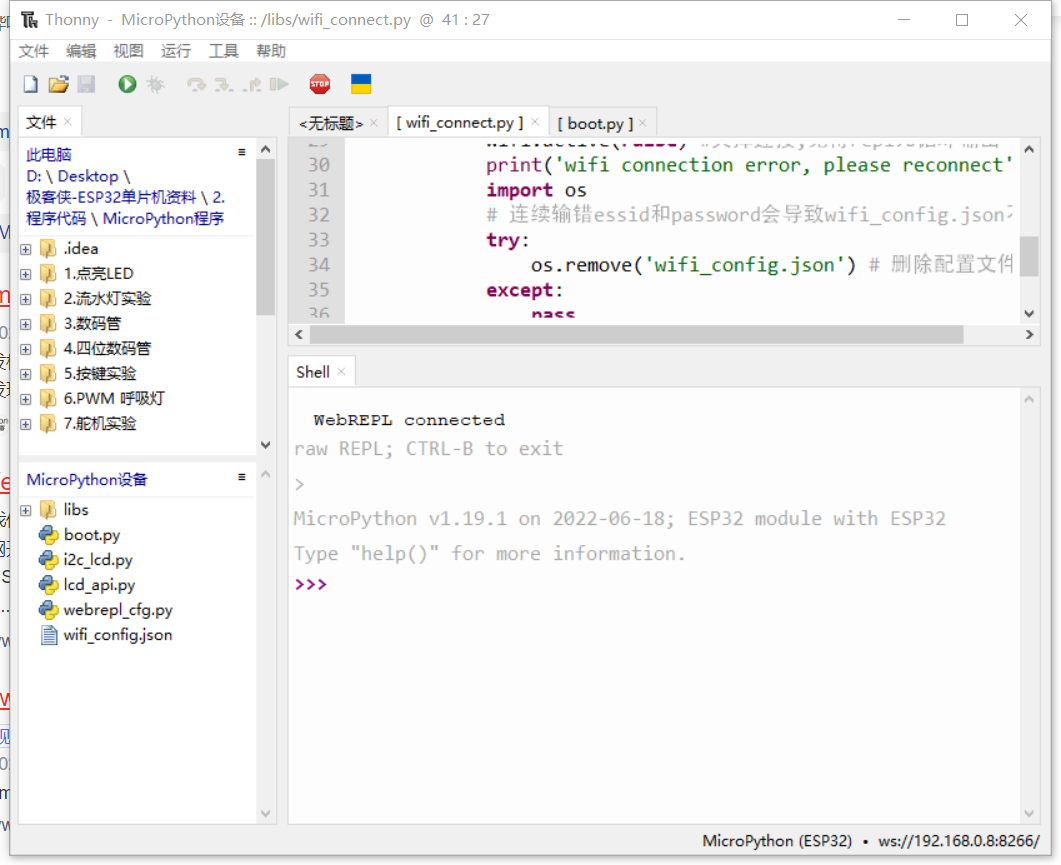 Thonny - MicroPython设备 :: /libs/wifi_connect.py @ 41 : 27
文件 编辑 视图 运行 工具 帮助
STOP
文件 ×
此电脑
D: \ Desktop \
极客侠-ESP32单片机资料 \ 2.
程序代码 \ MicroPython程序
.idea
1.点亮LED
2.流水灯实验
3.数码管
4.四位数码管
5.按键实验
6.PWM 呼吸灯
7.舵机实验
MicroPython设备
libs
boot.py
i2c_lcd.py
lcd_api.py
webrepl_cfg.py
wifi_config.json
<无标题> × [ wifi_connect.py ] × [ boot.py ] ×
30 print('wifi connection error, please reconnect'
31 import os
32 # 连续输错essid和password会导致wifi_config.json
33 try:
34 os.remove('wifi_config.json') # 删除配置文件
35 except:
36 pass
Shell ×
WebREPL connected
raw REPL; CTRL-B to exit
>
MicroPython v1.19.1 on 2022-06-18; ESP32 module with ESP32
Type "help()" for more information.
>>>
MicroPython (ESP32) • ws://192.168.0.8:8266/